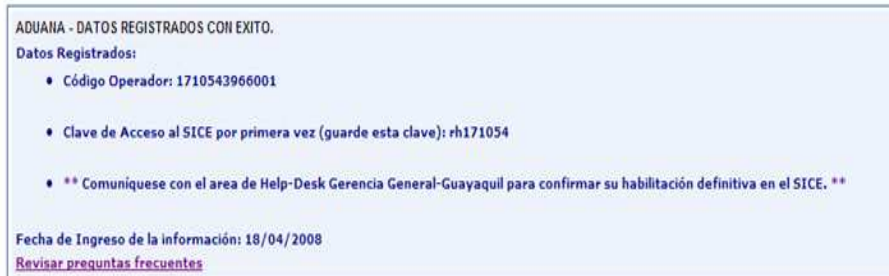 ADUANA - DATOS REGISTRADOS CON EXITO.
Datos Registrados:
• Código Operador: 1710543966001
• Clave de Acceso al SICE por primera vez (guarde esta clave): rh171054
• ** Comuníquese con el area de Help-Desk Gerencia General-Guayaquil para confirmar su habilitación definitiva en el SICE. **
Fecha de Ingreso de la información: 18/04/2008
Revisar preguntas frecuentes